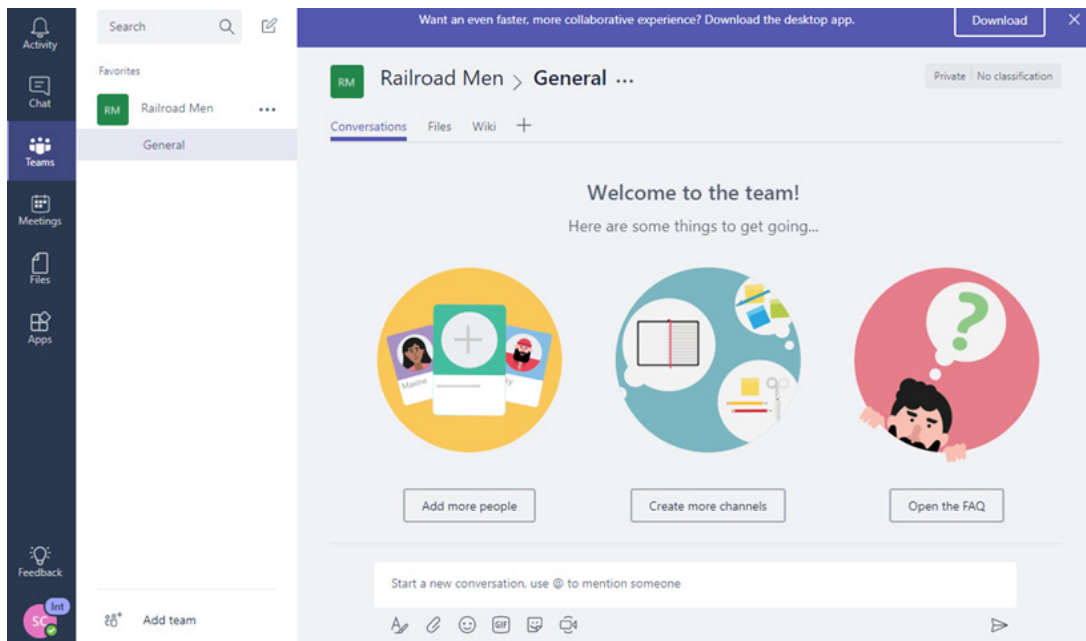 Activity
Chat
Teams
Meetings
Files
Apps
Feedback
SC
Int
Search
Favorites
RM Railroad Men ...
General
Add team
Want an even faster, more collaborative experience? Download the desktop app.
Download
RM Railroad Men > General ...
Private | No classification
Conversations Files Wiki +
Welcome to the team!
Here are some things to get going...
Maxine
Add more people
Create more channels
Open the FAQ
Start a new conversation, use @ to mention someone
GIF